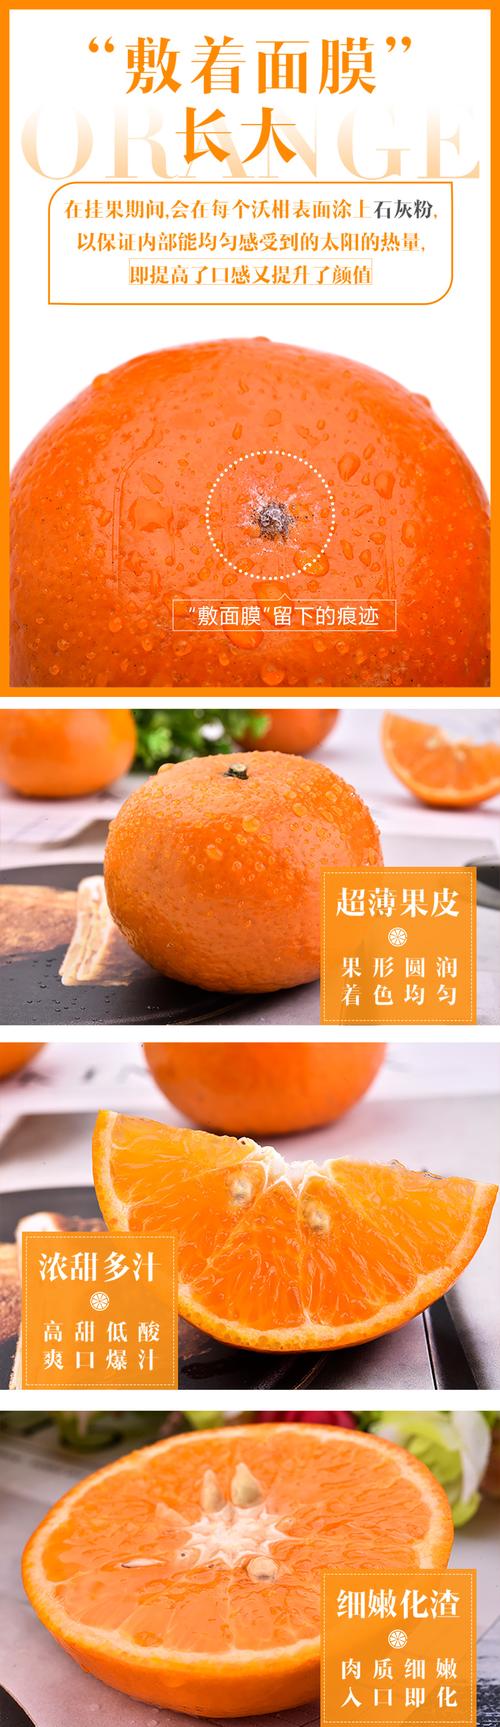 “敷着面膜”
ORANGE
长大
在挂果期间,会在每个沃柑表面涂上石灰粉,
以保证内部能均匀感受到的太阳的热量,
即提高了口感又提升了颜值
“敷面膜”留下的痕迹
超薄果皮
果形圆润
着色均匀
浓甜多汁
高甜低酸
爽口爆汁
细嫩化渣
肉质细嫩
入口即化